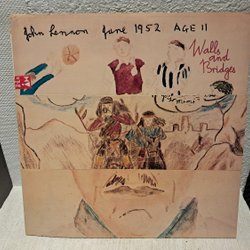 John Lennon June 1952 AGE 11
Walls
and
Bridges